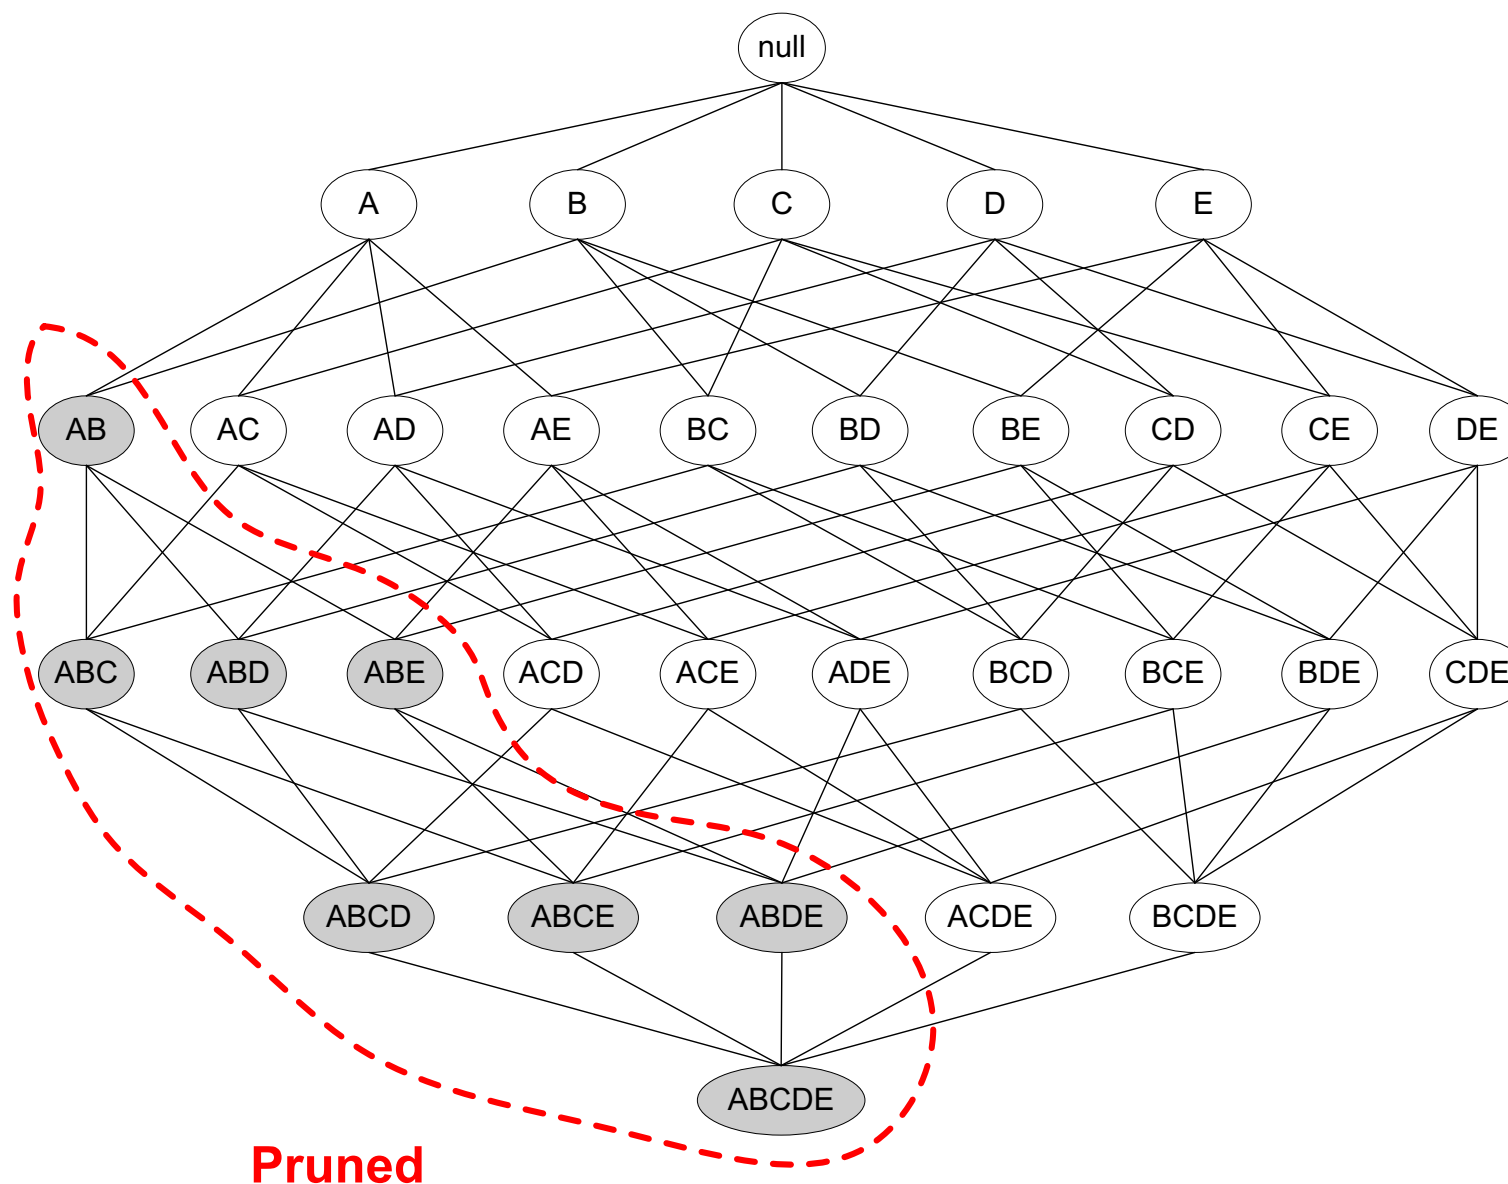 null
A B C D E
AB AC AD AE BC BD BE CD CE DE
ABC ABD ABE ACD ACE ADE BCD BCE BDE CDE
ABCD ABCE ABDE ACDE BCDE
ABCDE
Pruned